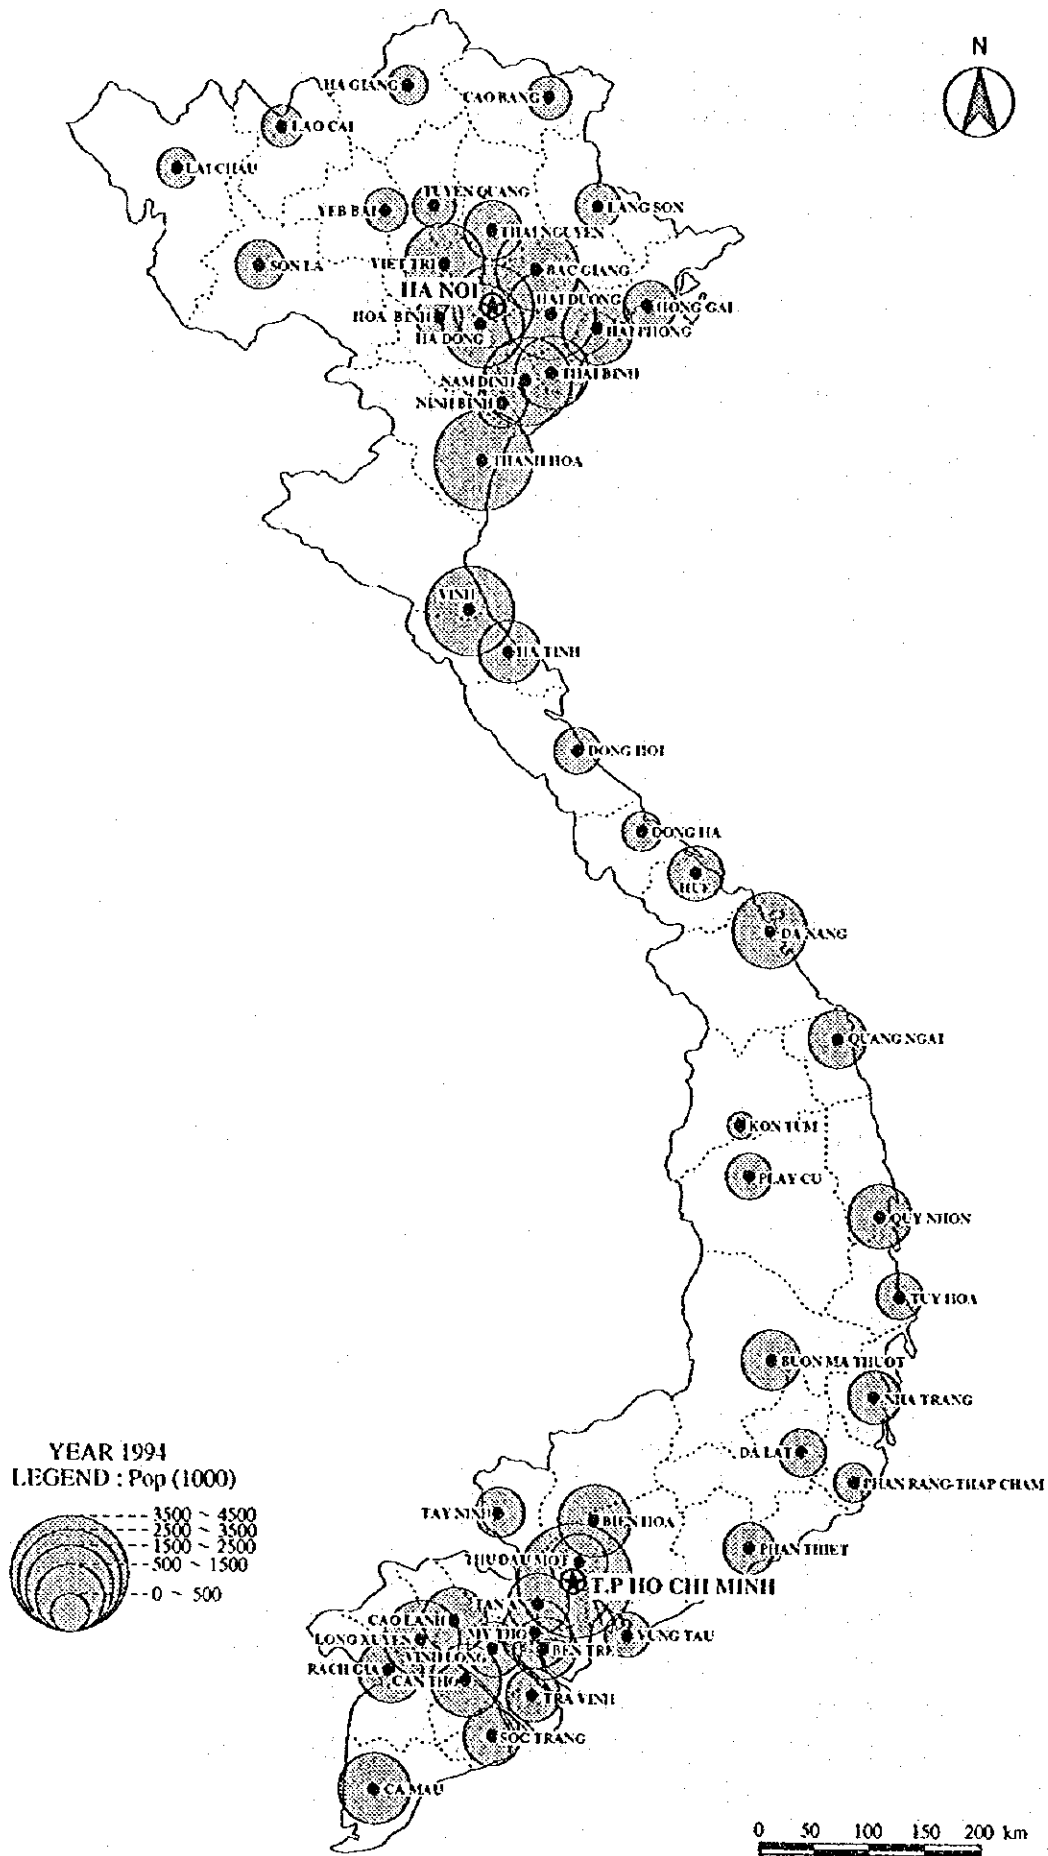 N
HA GIANG
CAO BANG
LAO CAI
LAI CHAU
TUYEN QUANG
YEB BAI
LANG SON
THAI NGUYEN
SON LA
VIET TRI
BAC GIANG
HA NOI
HAI DUONG
HONG GAI
HOA BINH
HA DONG
HAI PHONG
THAI BINH
NAM DINH
NINH BINH
THANH HOA
VINH
HA TINH
DONG HOI
DONG HA
HUE
DA NANG
QUANG NGAI
KON TUM
PLAY CU
QUY NHON
TUY HOA
BUON MA THUOT
NHA TRANG
DA LAT
PHAN RANG-THAP CHAM
YEAR 1994
LEGEND : Pop (1000)
3500 ~ 4500
2500 ~ 3500
1500 ~ 2500
500 ~ 1500
0 ~ 500
TAY NINH
BIEN HOA
PHAN THIET
THU DAU MOT
T.P HO CHI MINH
TAN AN
CAO LANH
LONG XUYEN
MY THO
VUNG TAU
VINH LONG
BEN TRE
RACH GIA
CAN THO
TRA VINH
SOC TRANG
CA MAU
0 50 100 150 200 km